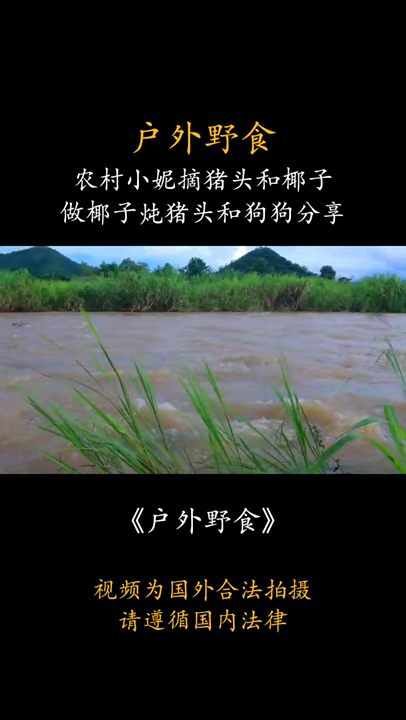 户外野食
农村小妮摘猪头和椰子
做椰子炖猪头和狗狗分享
《户外野食》
视频为国外合法拍摄
请遵循国内法律